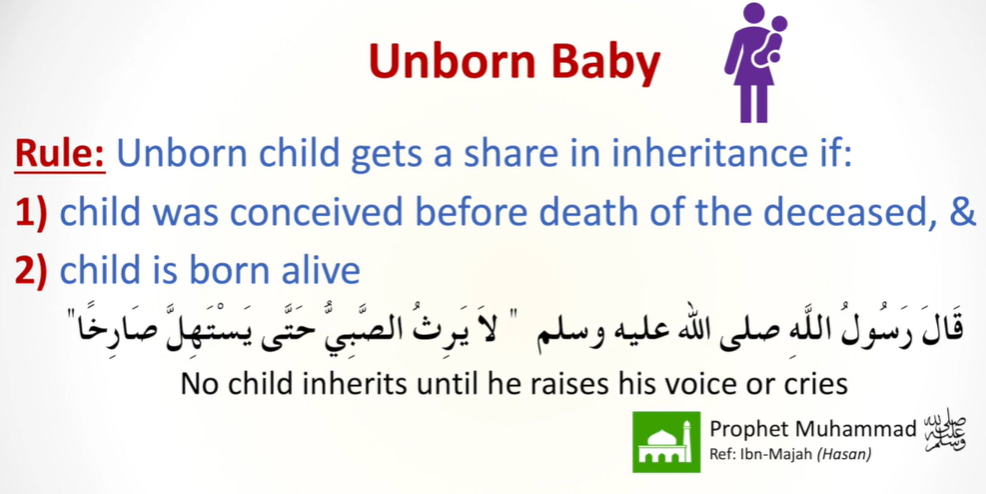 Unborn Baby
Rule: Unborn child gets a share in inheritance if:
1) child was conceived before death of the deceased, &
2) child is born alive
قَالَ رَسُولُ اللَّهِ صلى الله عليه وسلم " لاَ يَرِثُ الصَّبِيُّ حَتَّى يَسْتَهِلَّ صَارِخًا"
No child inherits until he raises his voice or cries
Prophet Muhammad صلى الله عليه وسلم
Ref: Ibn-Majah (Hasan)